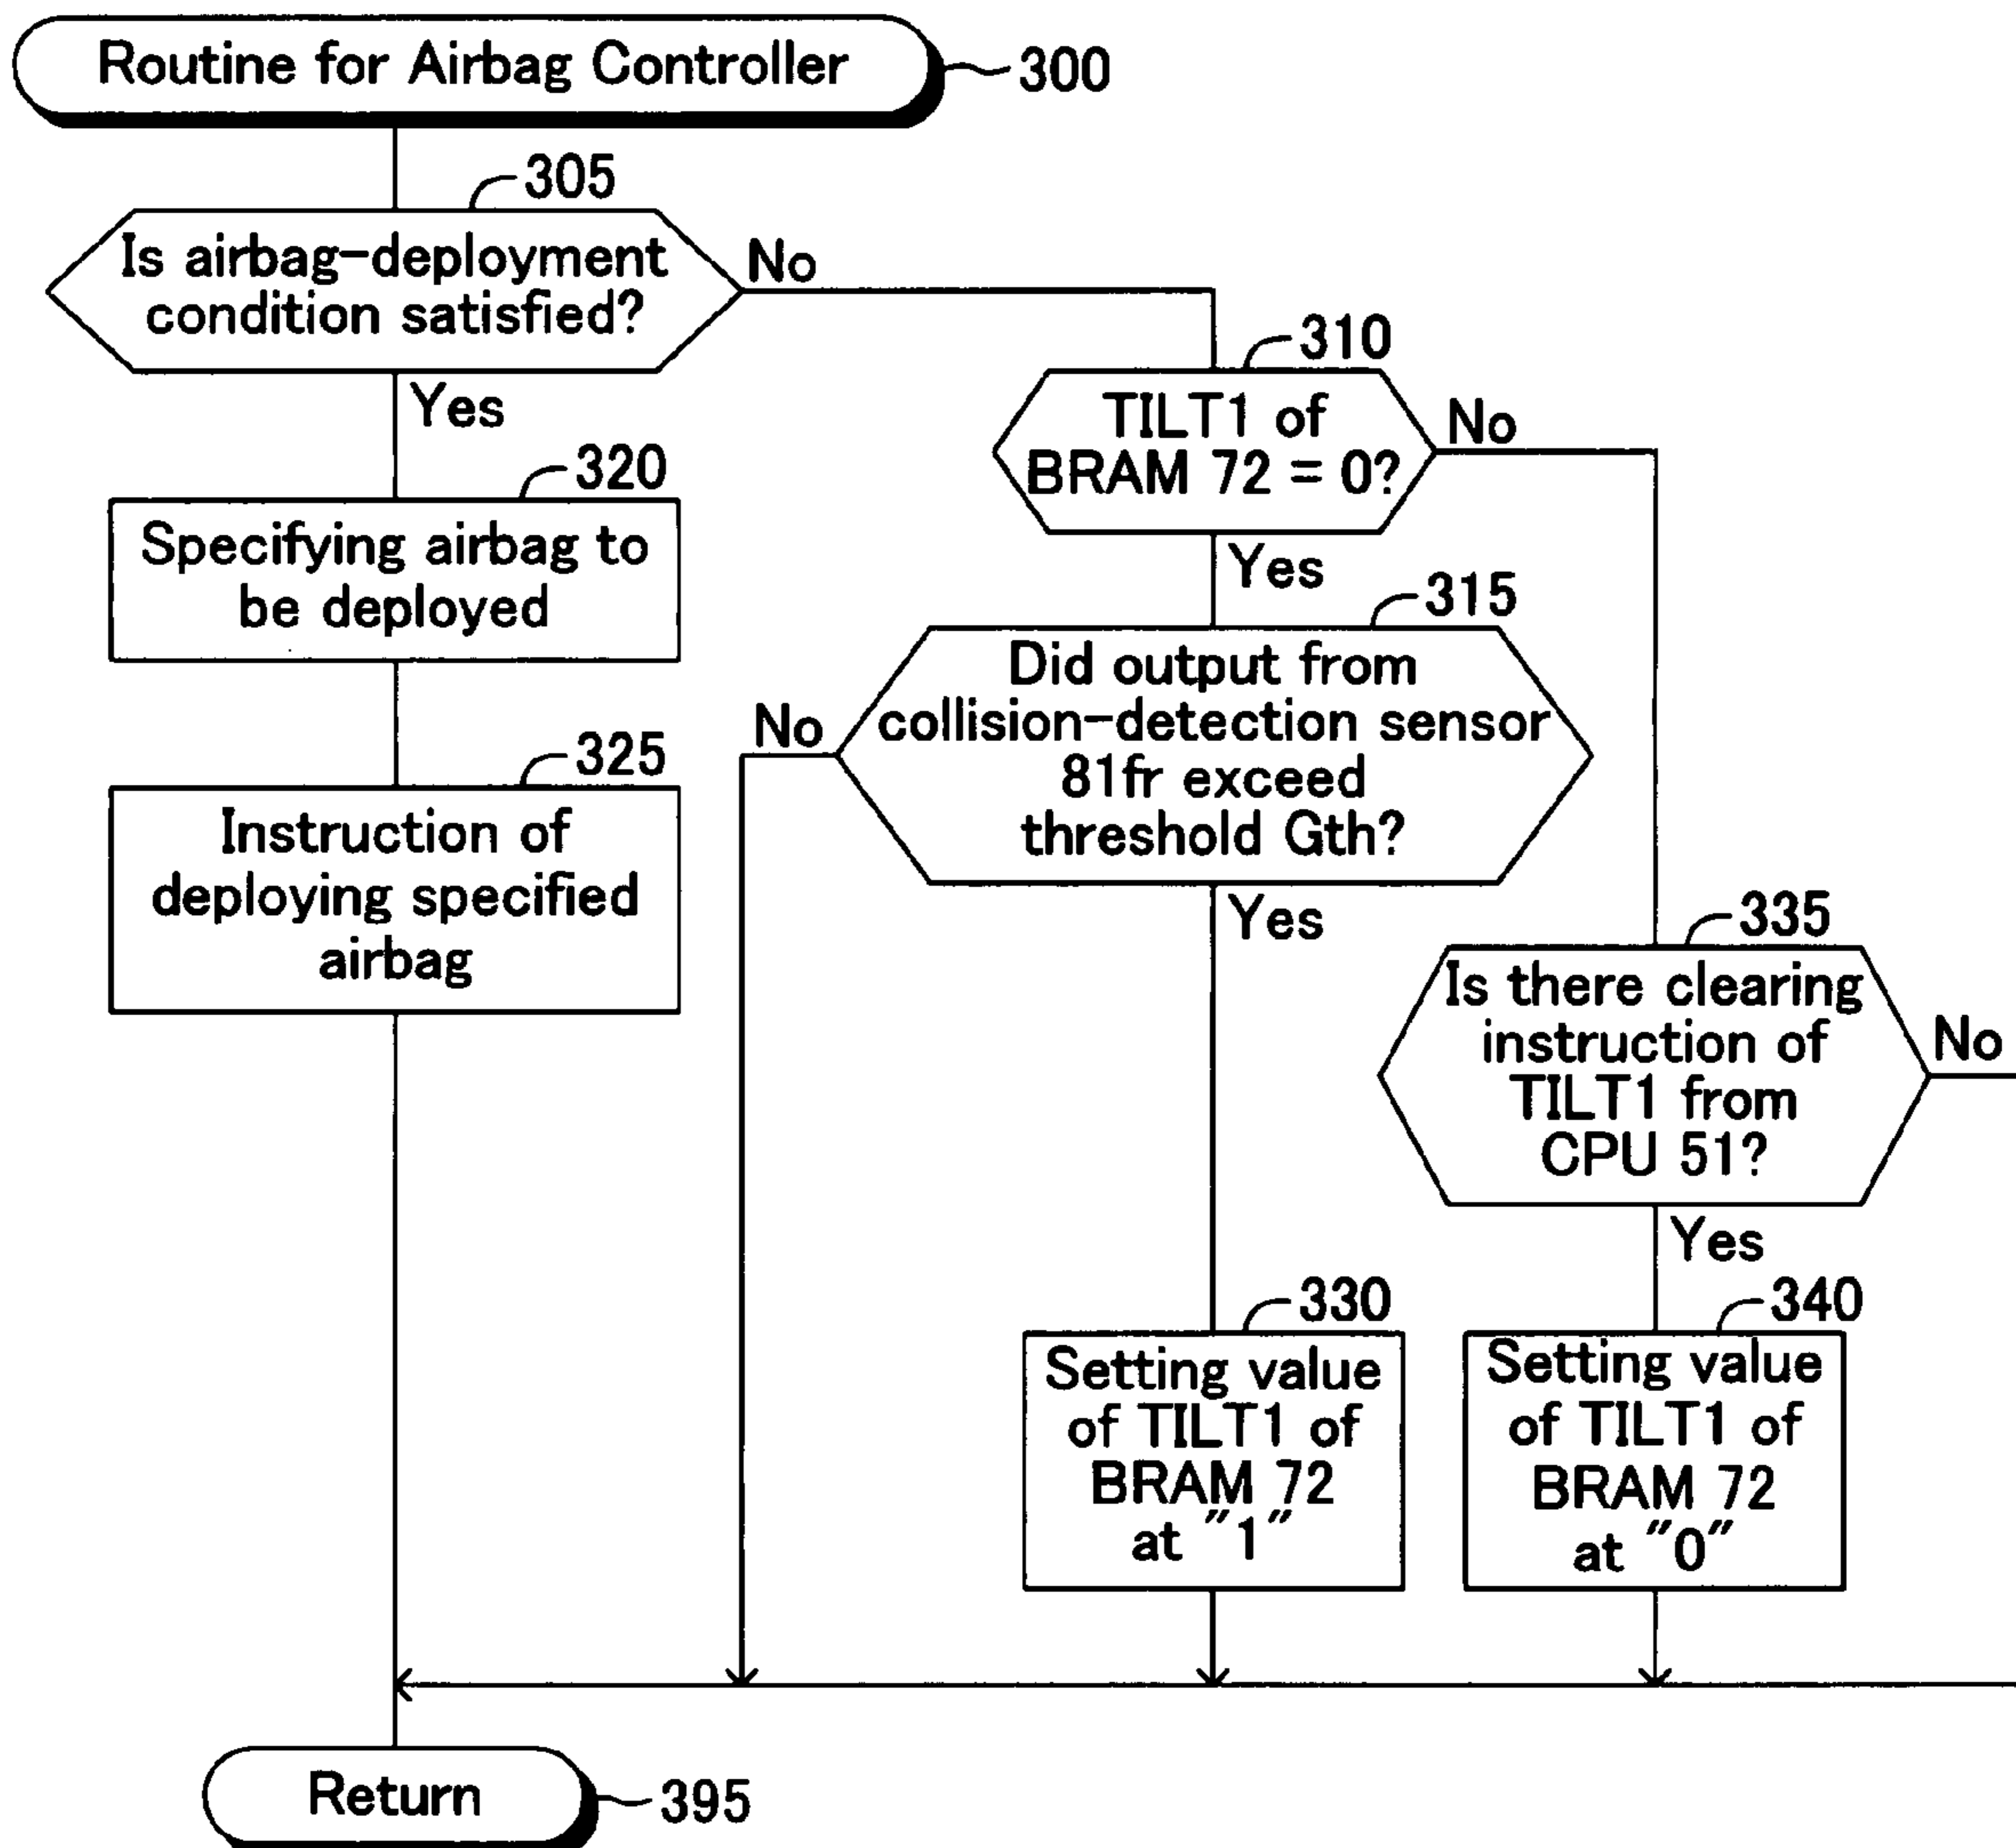 Routine for Airbag Controller
300
305
Is airbag-deployment
condition satisfied?
No
Yes
310
TILT1 of
BRAM 72 = 0?
No
Yes
320
Specifying airbag to
be deployed
315
Did output from
collision-detection sensor
81fr exceed
threshold Gth?
No
Yes
325
Instruction of
deploying specified
airbag
335
Is there clearing
instruction of
TILT1 from
CPU 51?
No
Yes
330
Setting value
of TILT1 of
BRAM 72
at "1"
340
Setting value
of TILT1 of
BRAM 72
at "0"
Return
395